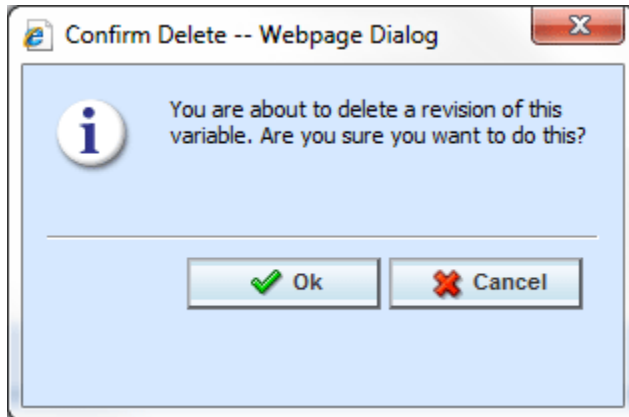 Confirm Delete -- Webpage Dialog
You are about to delete a revision of this
variable. Are you sure you want to do this?
Ok
Cancel